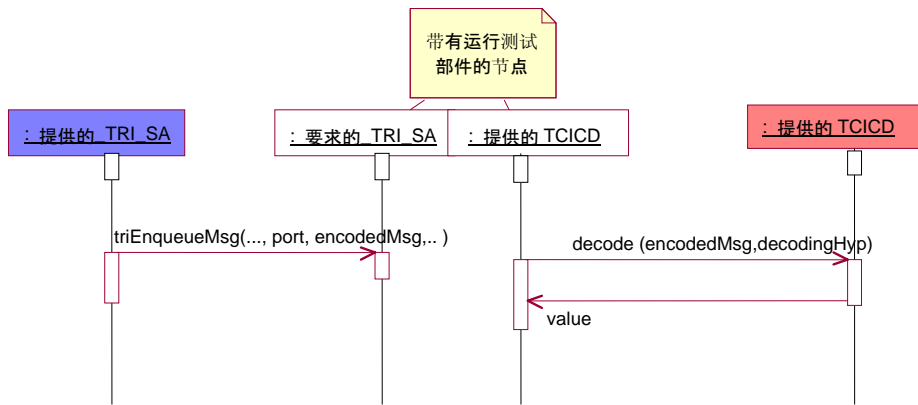 带有运行测试
部件的节点
: 提供的_TRI_SA
: 要求的_TRI_SA
: 提供的 TCICD
: 提供的 TCICD
triEnqueueMsg(..., port, encodedMsg,.. )
decode (encodedMsg,decodingHyp)
value